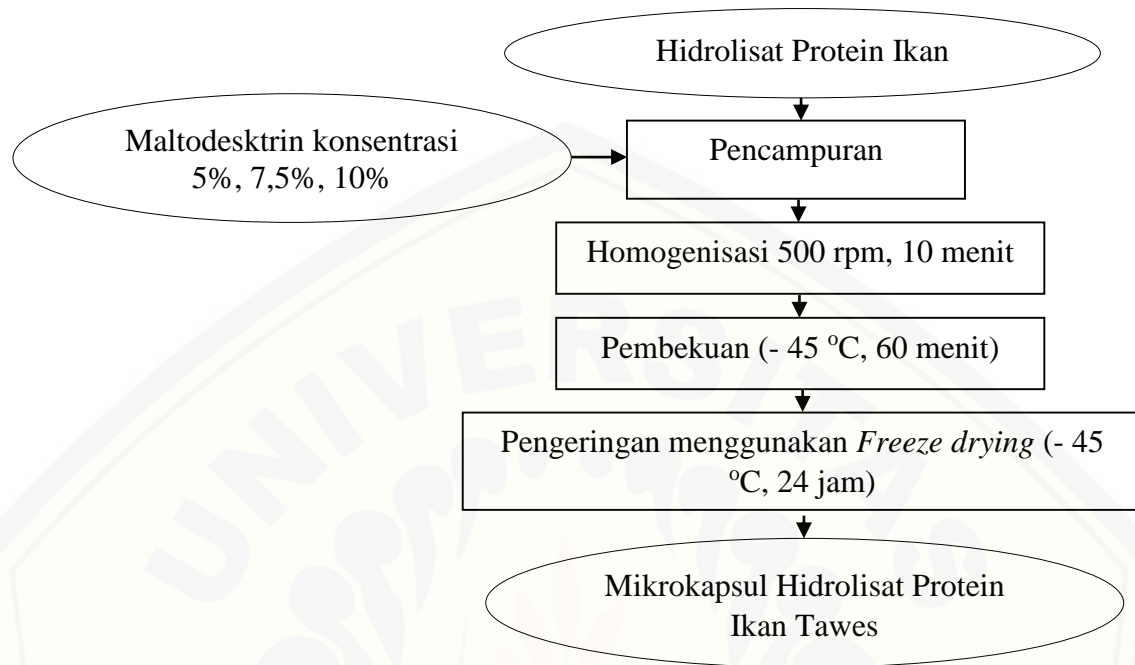 Hidrolisat Protein Ikan
Maltodesktrin konsentrasi
5%, 7,5%, 10%
Pencampuran
Homogenisasi 500 rpm, 10 menit
Pembekuan (- 45 °C, 60 menit)
Pengeringan menggunakan Freeze drying (- 45
°C, 24 jam)
Mikrokapsul Hidrolisat Protein
Ikan Tawes
UNIVERSITAS